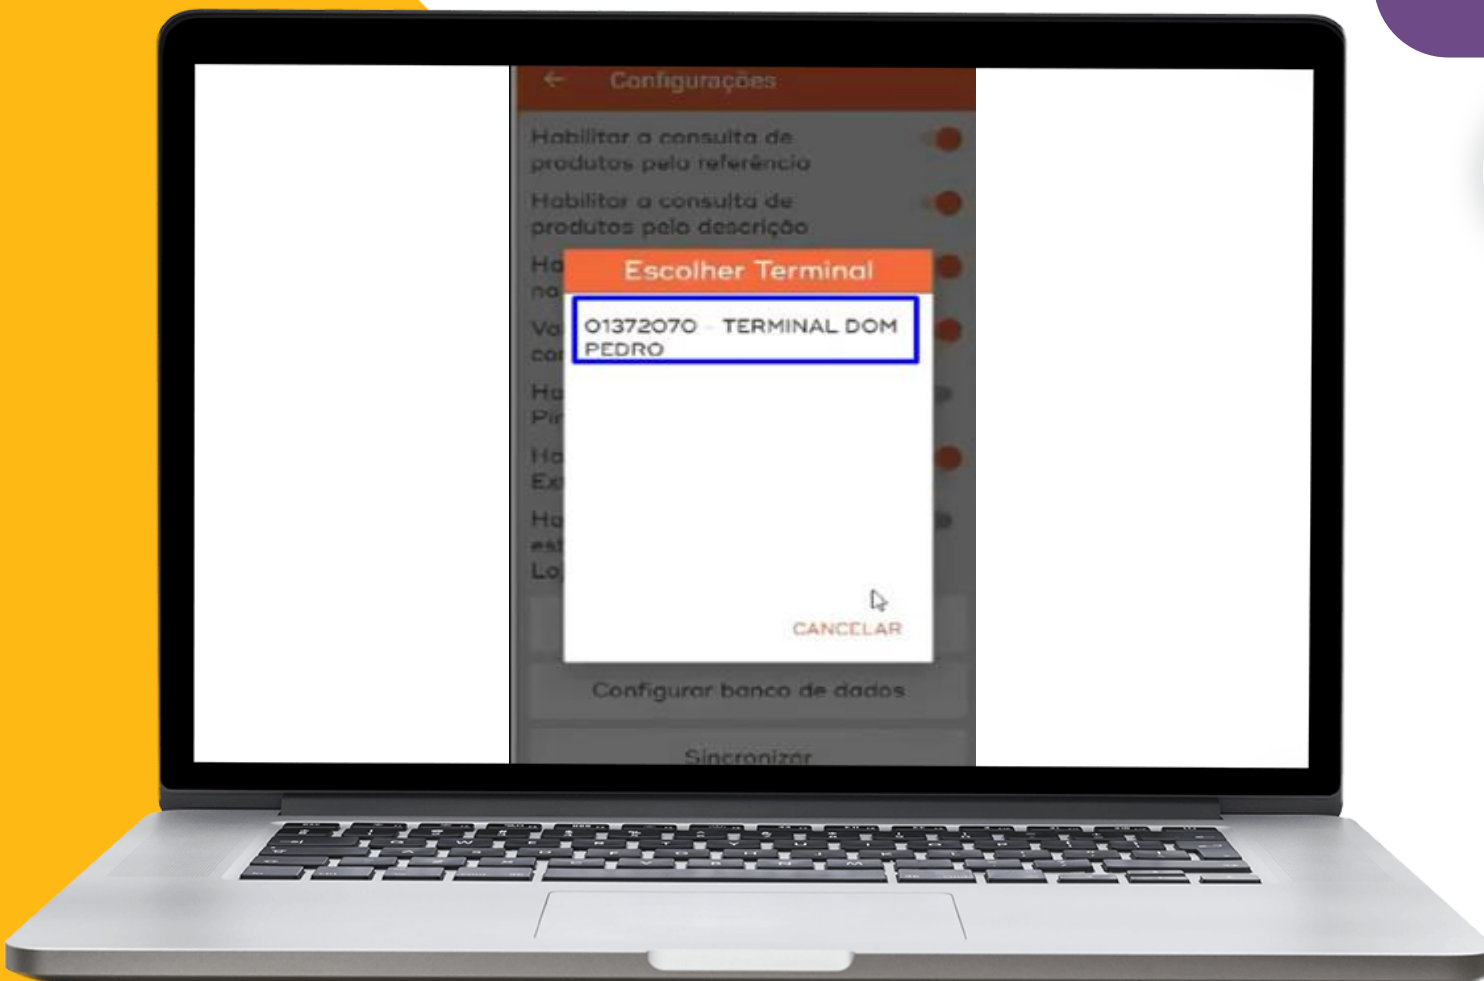 Configurações
Habilitar a consulta de
produtos pela referência
Habilitar a consulta de
produtos pela descrição
Escolher Terminal
01372070 - TERMINAL DOM
PEDRO
CANCELAR
Configurar banco de dados
Sincronizar